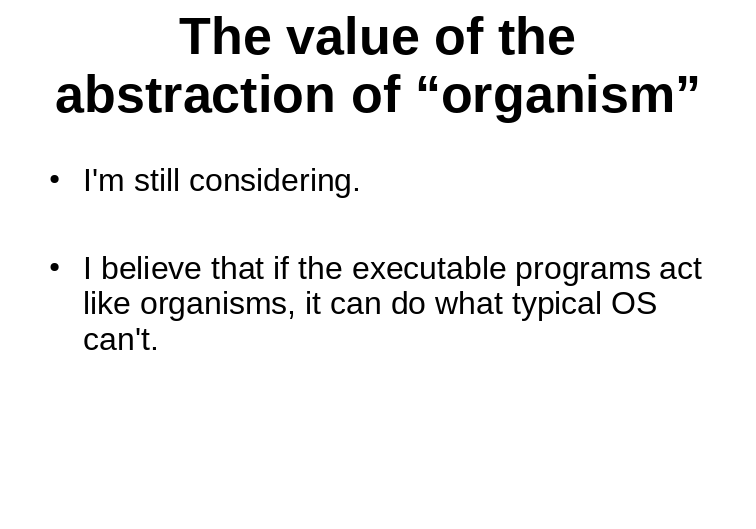 The value of the
abstraction of “organism”
• I'm still considering.
• I believe that if the executable programs act
like organisms, it can do what typical OS
can't.